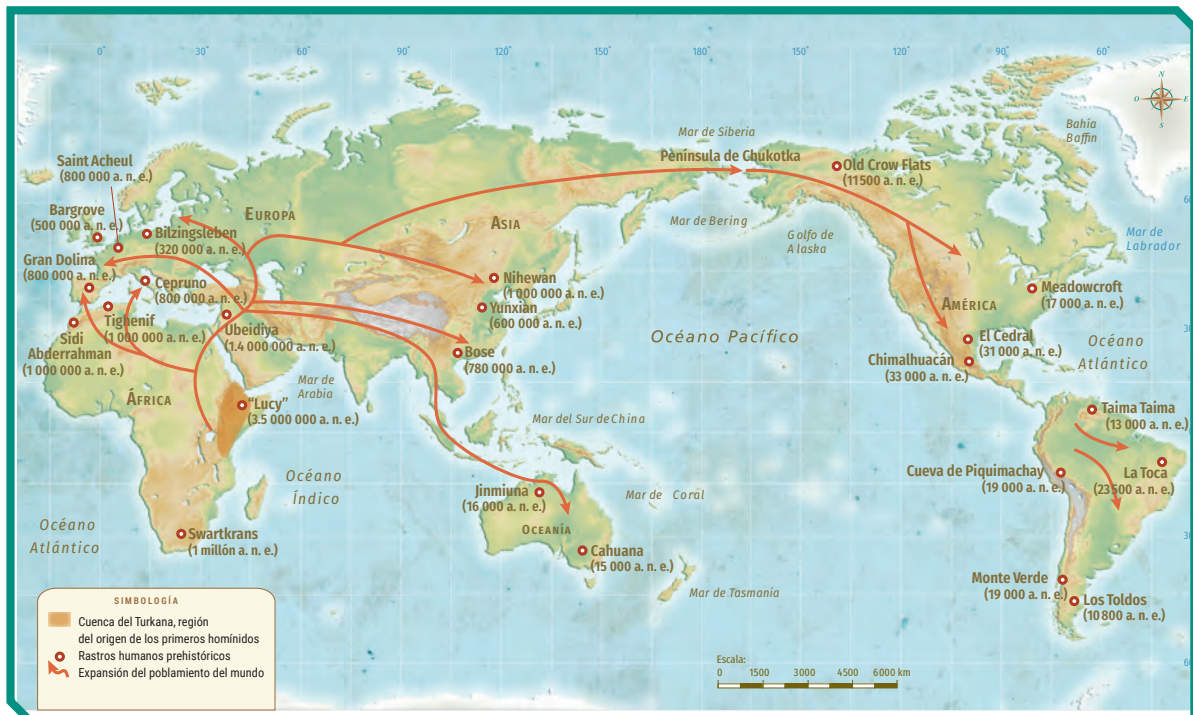 0°
30°
60°
90°
120°
150°
180°
150°
120°
90°
60°
N
O
E
S
Mar de Siberia
Bahía
Baffin
Península de Chukotka
Old Crow Flats
(11500 a. n. e.)
Saint Acheul
(800 000 a. n. e.)
Bargrove
(500 000 a. n. e.)
Bilzingsleben
(320 000 a. n. e.)
EUROPA
ASIA
Mar de Bering
Golfo de
Alaska
60
Mar de
Labrador
Gran Dolina
(800 000 a. n. e.)
Cepruno
(800 000 a. n. e.)
Nihewan
(1 000 000 a. n. e.)
Yunxian
(600 000 a. n. e.)
AMÉRICA
Meadowcroft
(17 000 a. n. e.)
Tighenif
(1 000 000 a. n. e.)
Ubeidiya
(1.4 000 000 a. n. e.)
Sidi
Abderrahman
(1 000 000 a. n. e.)
Bose
(780 000 a. n. e.)
Océano Pacífico
El Cedral
(31 000 a. n. e.)
30
Océano
Atlántico
Chimalhuacán
(33 000 a. n. e.)
Mar de
Arabia
ÁFRICA
"Lucy"
(3.5 000 000 a. n. e.)
Mar del Sur de China
Taima Taima
(13 000 a. n. e.)
Océano
Índico
Jinmiuna
(16 000 a. n. e.)
Mar de Coral
Cueva de Piquimachay
(19 000 a. n. e.)
La Toca
(23 500 a. n. e.)
Océano
Atlántico
Swartkrans
(1 millón a. n. e.)
OCEANÍA
Cahuana
(15 000 a. n. e.)
30
Mar de Tasmania
Monte Verde
(19 000 a. n. e.)
Los Toldos
(10 800 a. n. e.)
SIMBOLOGÍA
Cuenca del Turkana, región
del origen de los primeros homínidos
Rastros humanos prehistóricos
Expansión del poblamiento del mundo
Escala:
0 1500 3000 4500 6000 km
60